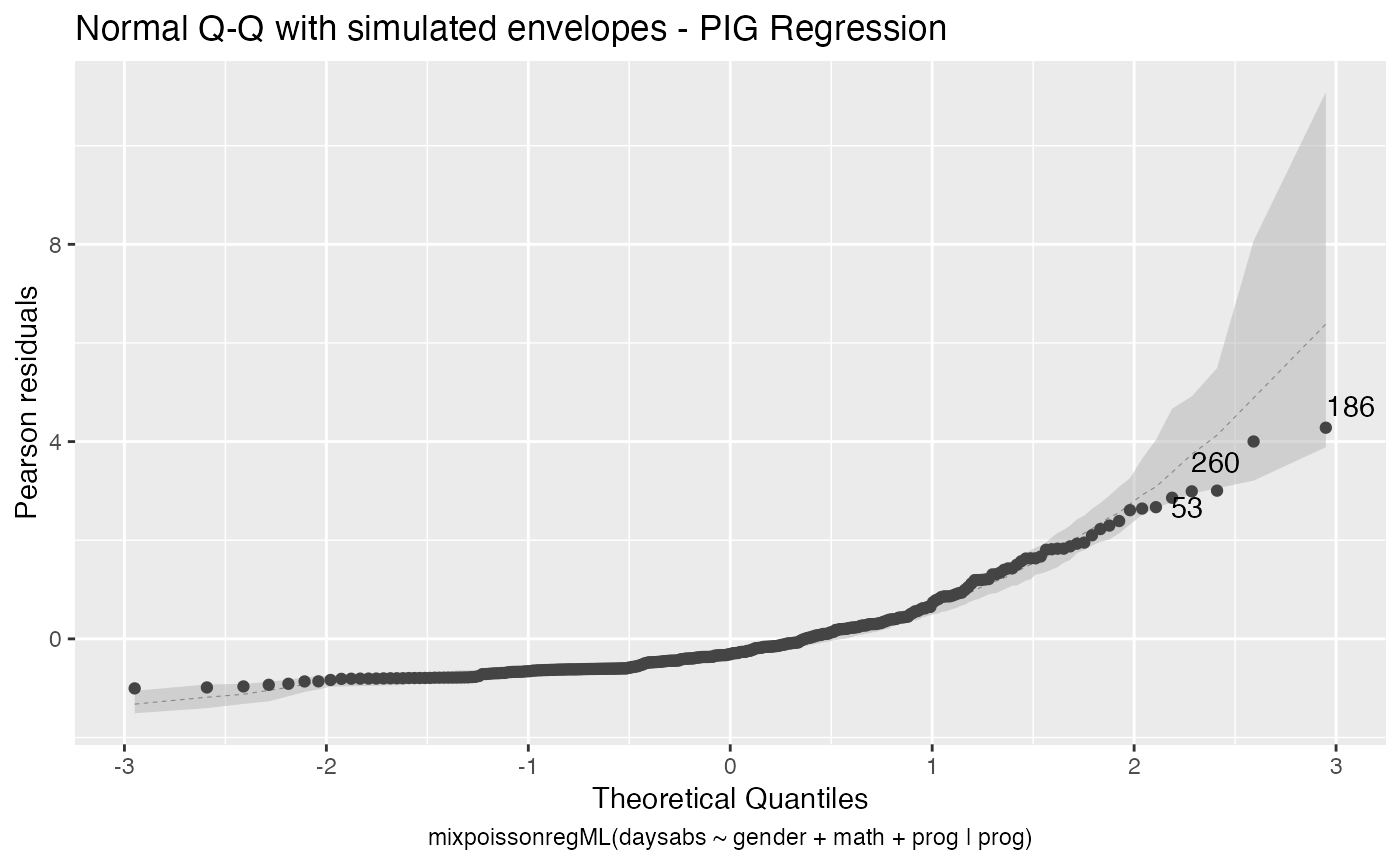 Normal Q-Q with simulated envelopes - PIG Regression
8
4
0
Pearson residuals
186
260
53
-3 -2 -1 0 1 2 3
Theoretical Quantiles
mixpoissonregML(daysabs ~ gender + math + prog | prog)